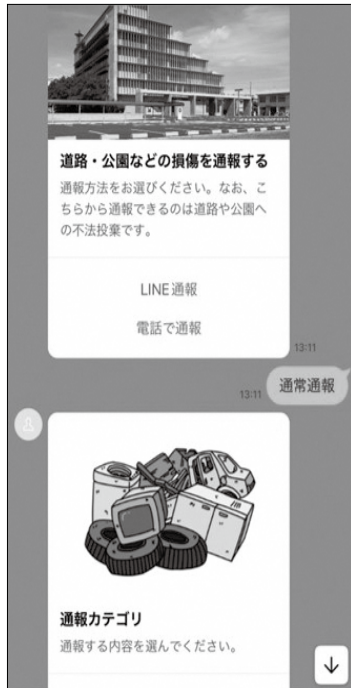 道路・公園などの損傷を通報する
通報方法をお選びください。なお、こ
ちらから通報できるのは道路や公園へ
の不法投棄です。
LINE通報
電話で通報
13:11
13:11
通常通報
通報カテゴリ
通報する内容を選んでください。